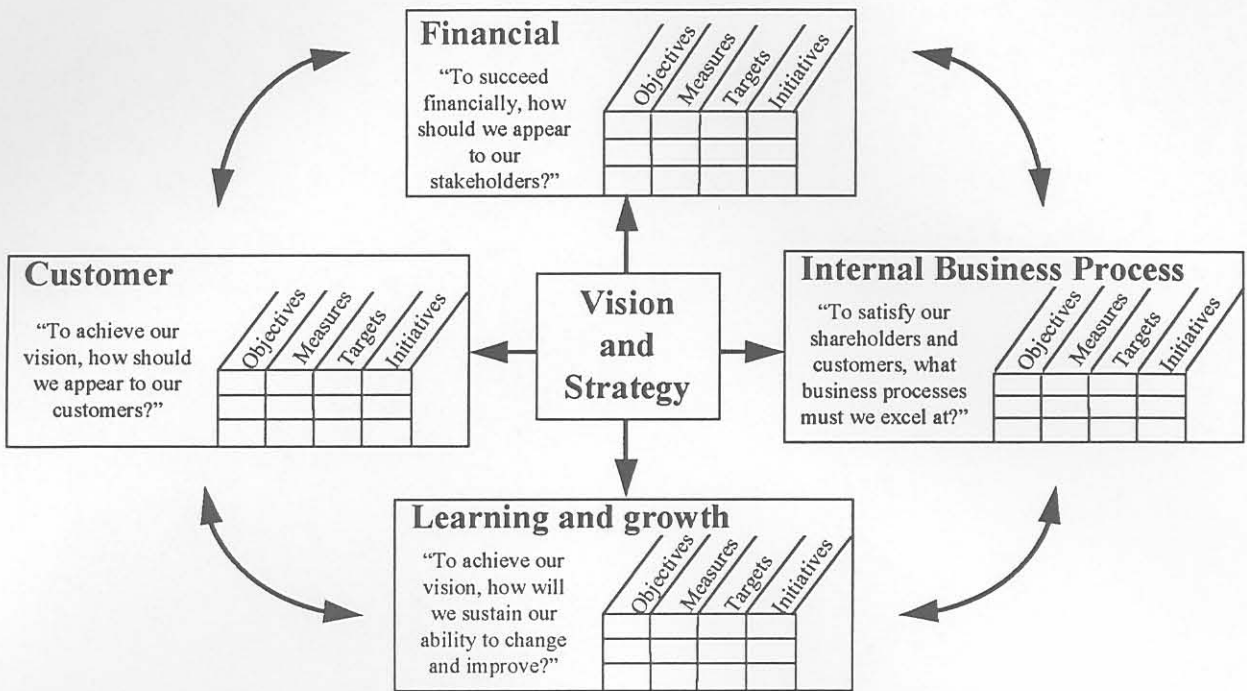 Financial
“To succeed
financially, how
should we appear
to our
stakeholders?”
Objectives
Measures
Targets
Initiatives
Customer
“To achieve our
vision, how should
we appear to our
customers?”
Objectives
Measures
Targets
Initiatives
Vision
and
Strategy
Internal Business Process
“To satisfy our
shareholders and
customers, what
business processes
must we excel at?”
Objectives
Measures
Targets
Initiatives
Learning and growth
“To achieve our
vision, how will
we sustain our
ability to change
and improve?”
Objectives
Measures
Targets
Initiatives